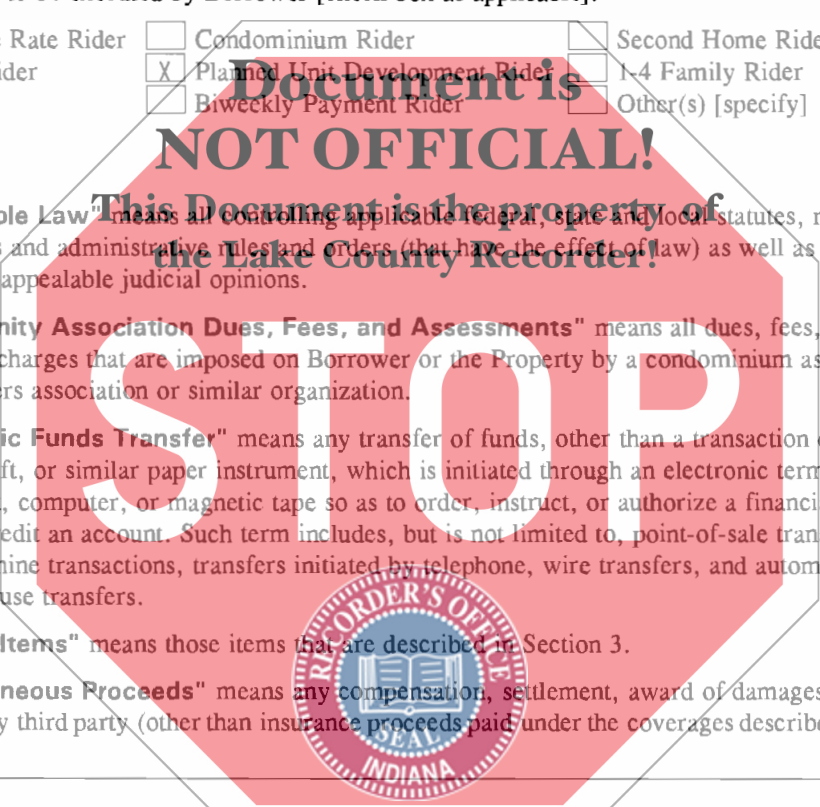 Rate Rider Condominium Rider Second Home Ride
ider X Planned Unit Development Rider 1-4 Family Rider
Biweekly Payment Rider Other(s) [specify]
Document is
NOT OFFICIAL!
This Document is the property of
the Lake County Recorder!
ble Law" means all controlling applicable federal, state and local statutes, r
s and administrative rules and orders (that have the effect of law) as well as
appealable judicial opinions.
nity Association Dues, Fees, and Assessments" means all dues, fees,
charges that are imposed on Borrower or the Property by a condominium as
ers association or similar organization.
ic Funds Transfer" means any transfer of funds, other than a transaction
ft, or similar paper instrument, which is initiated through an electronic term
, computer, or magnetic tape so as to order, instruct, or authorize a financi
edit an account. Such term includes, but is not limited to, point-of-sale tran
hine transactions, transfers initiated by telephone, wire transfers, and autom
use transfers.
Items" means those items that are described in Section 3.
neous Proceeds" means any compensation, settlement, award of damages
y third party (other than insurance proceeds paid under the coverages describe
STOP
RECORDER'S OFFICE
SEAL
INDIANA